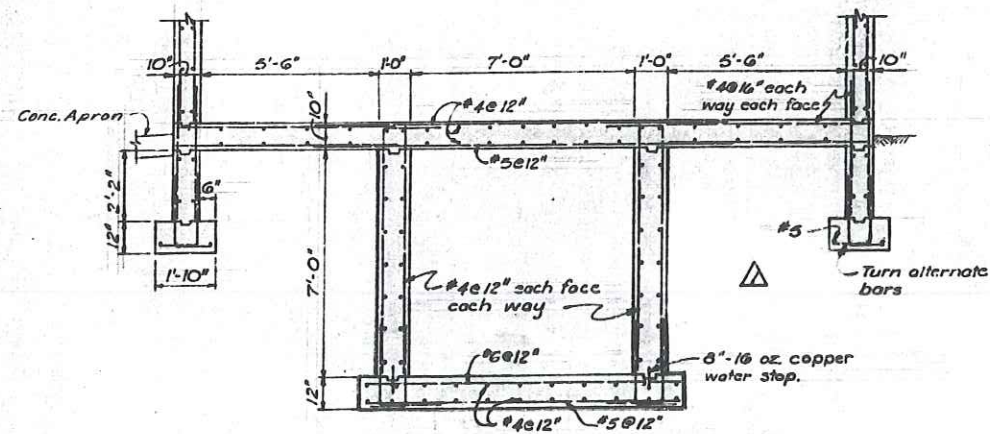 10" 5'-6" 1'-0" 7'-0" 1'-0" 5'-6" 10"
#4@16" each
way each face
#4@12"
10"
Conc. Apron
#5@12"
6"
2'-2"
12"
1'-10"
7'-0"
#4@12" each face
each way
#5
Turn alternate
bars
8"-16 oz. copper
water stop.
#6@12"
12"
#4@12" #5@12"